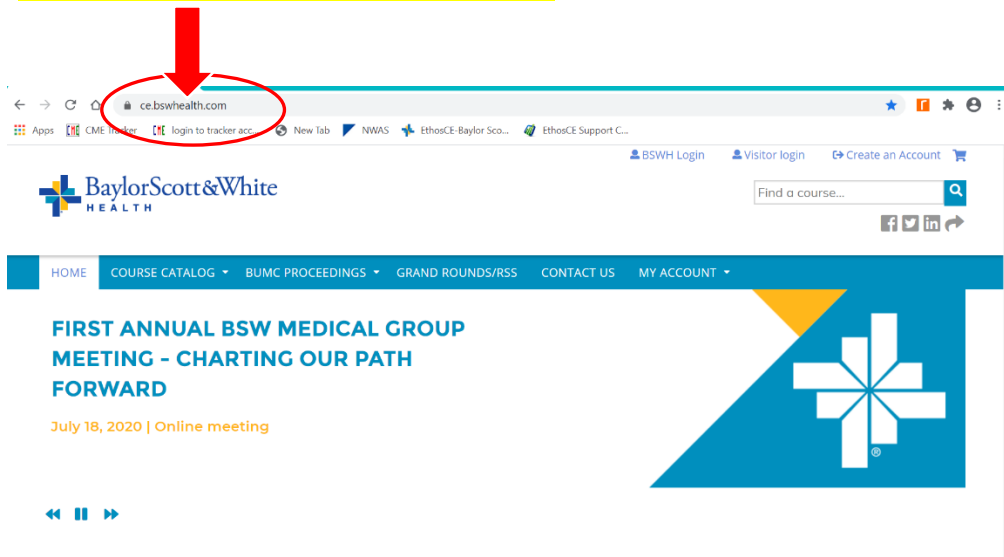 ce.bswhealth.com
Apps CME Tracker CME login to tracker acc... New Tab NWAS EthosCE-Baylor Sco... EthosCE Support C...
BSWH Login Visitor login Create an Account
BaylorScott&White
HEALTH
Find a course...
HOME COURSE CATALOG BUMC PROCEEDINGS GRAND ROUNDS/RSS CONTACT US MY ACCOUNT
FIRST ANNUAL BSW MEDICAL GROUP
MEETING - CHARTING OUR PATH
FORWARD
July 18, 2020 | Online meeting